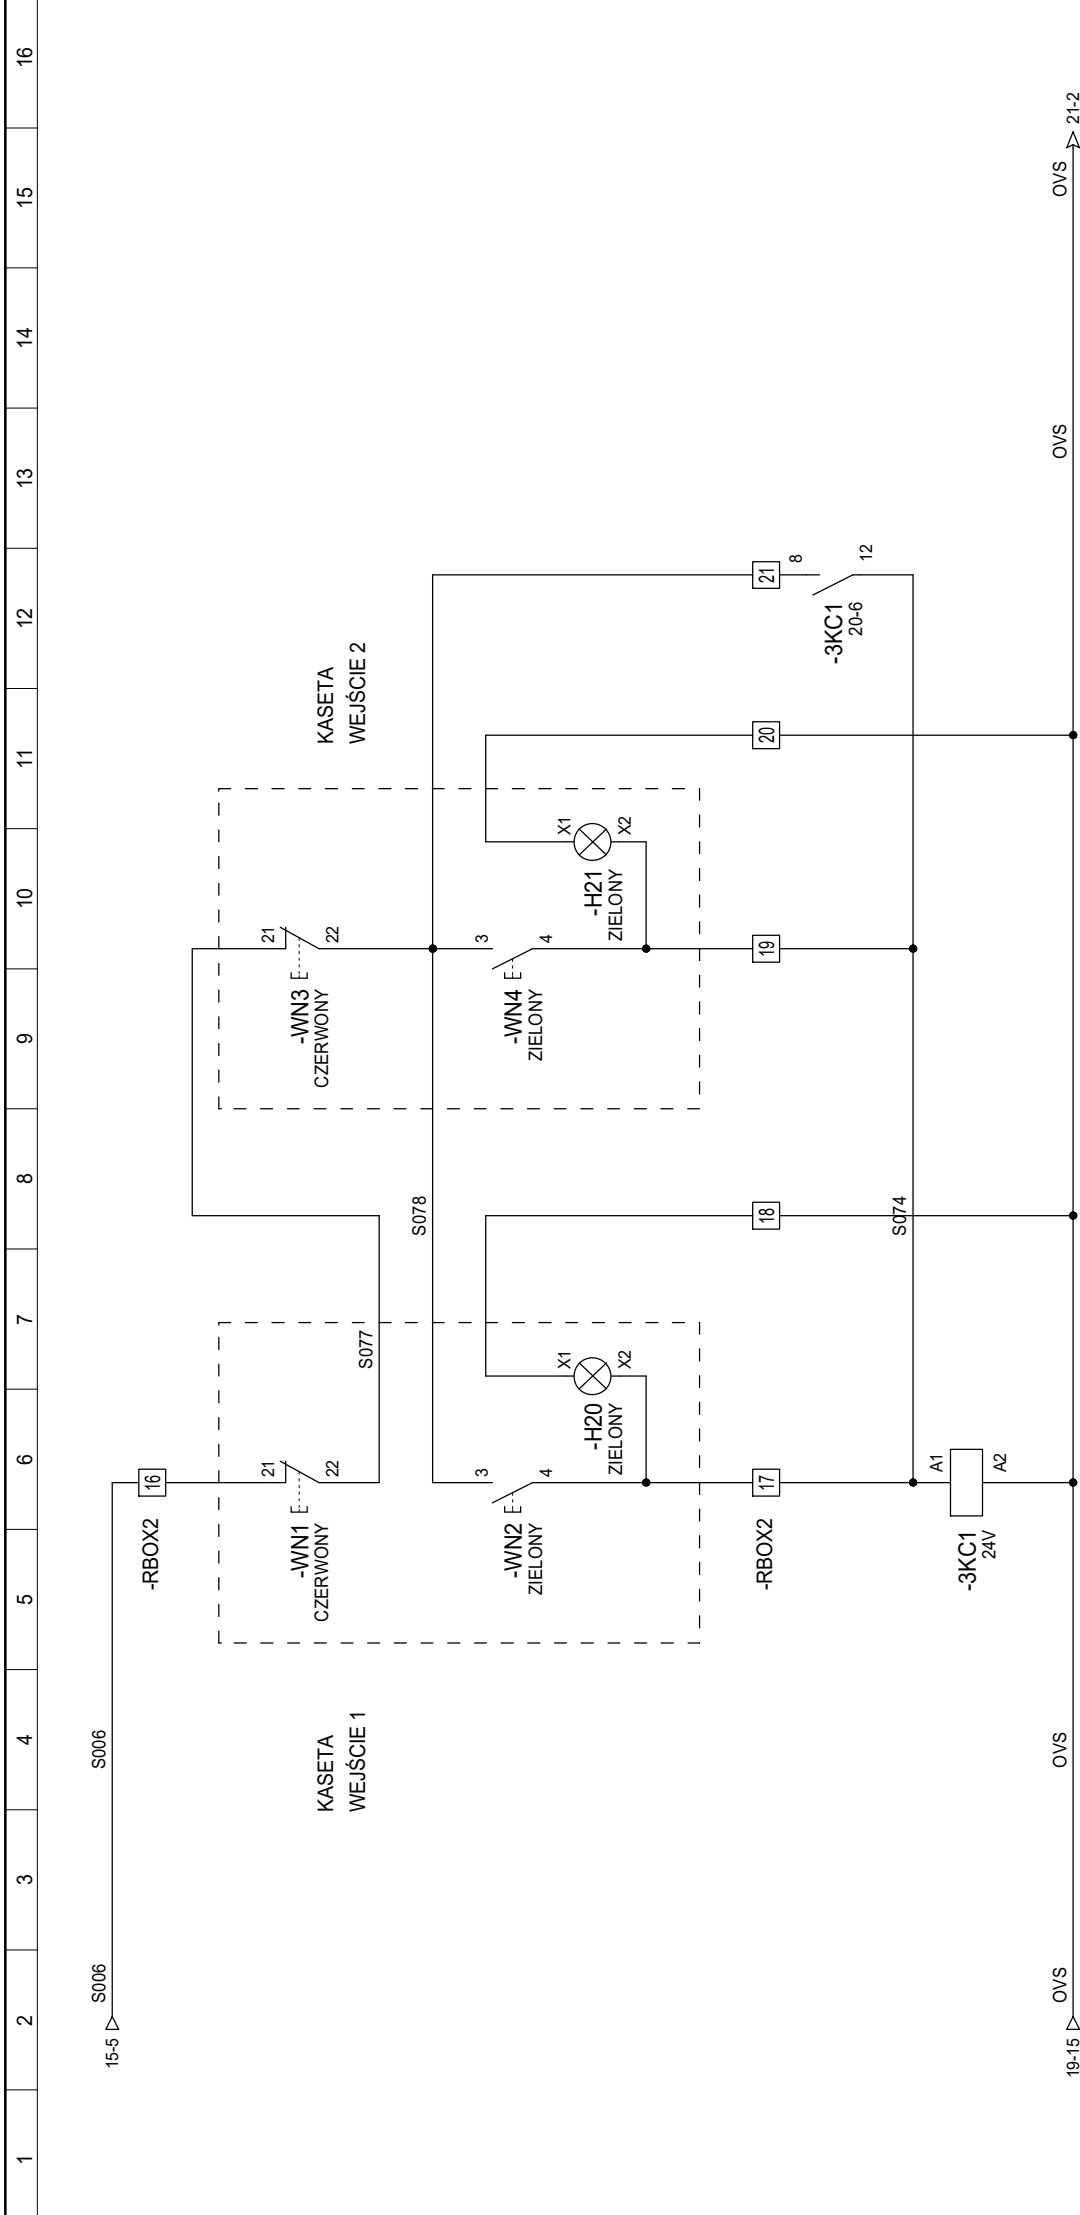 1
2
3
4
5
6
7
8
9
10
11
12
13
14
15
16
15-5
S006
S006
-RBOX2
16
KASETA
WEJŚCIE 1
-WN1
CZERWONY
21
22
S077
KASETA
WEJŚCIE 2
-WN3
CZERWONY
21
22
S078
-WN2
ZIELONY
3
4
-WN4
ZIELONY
3
4
-H20
ZIELONY
X1
X2
-H21
ZIELONY
X1
X2
-RBOX2
17
18
19
20
21
-3KC1
20-6
8
12
S074
-3KC1
24V
A1
A2
19-15
OVS
OVS
OVS
OVS
21-2